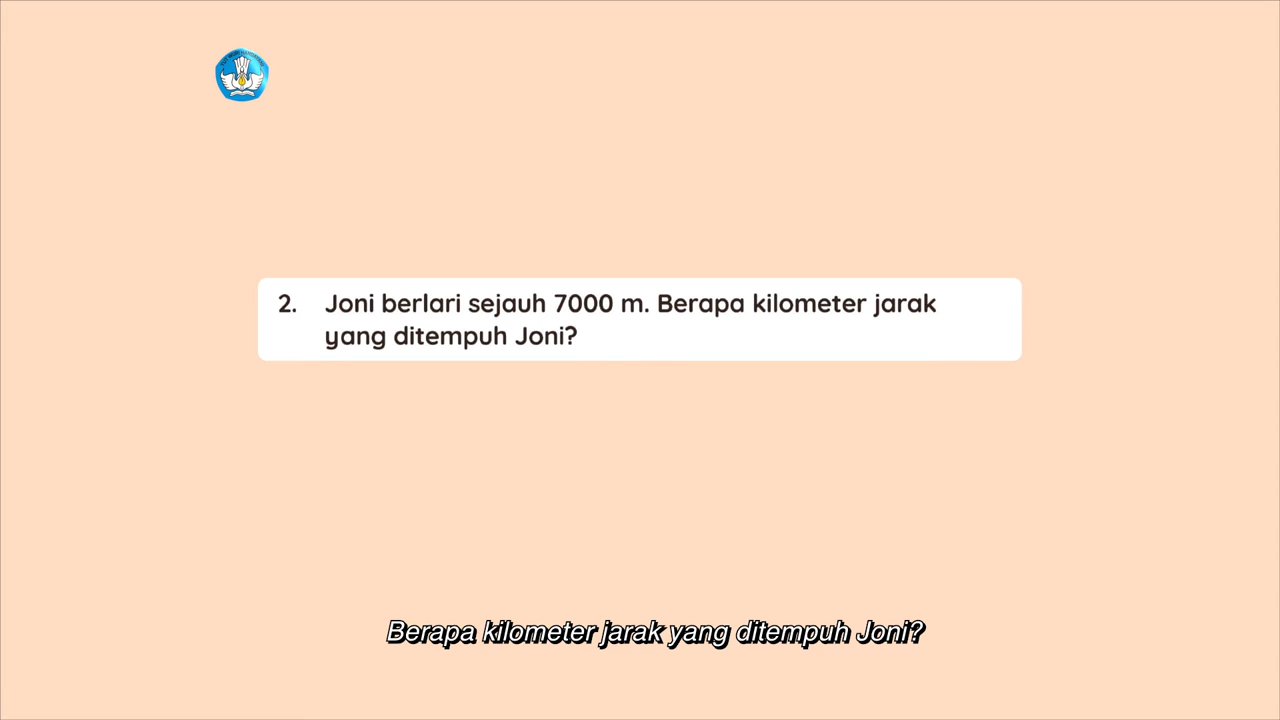 2. Joni berlari sejauh 7000 m. Berapa kilometer jarak
yang ditempuh Joni?
Berapa kilometer jarak yang ditempuh Joni?